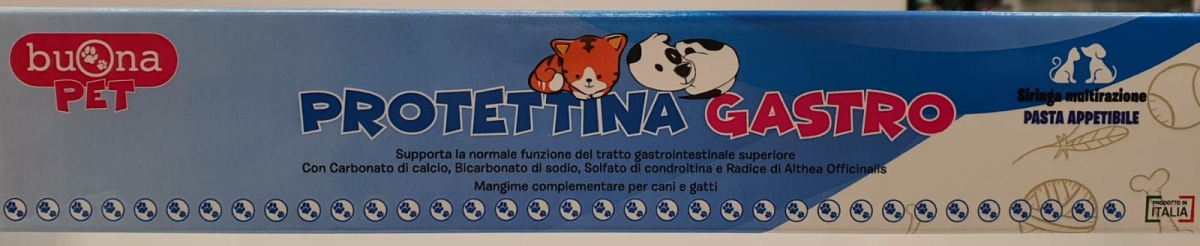 buona
PET
PROTETTINA GASTRO
Supporta la normale funzione del tratto gastrointestinale superiore
Con Carbonato di calcio, Bicarbonato di sodio, Solfato di condroitina e Radice di Althea Officinalis
Mangime complementare per cani e gatti
Siringa multirazione
PASTA APPETIBILE
PRODOTTO IN
ITALIA